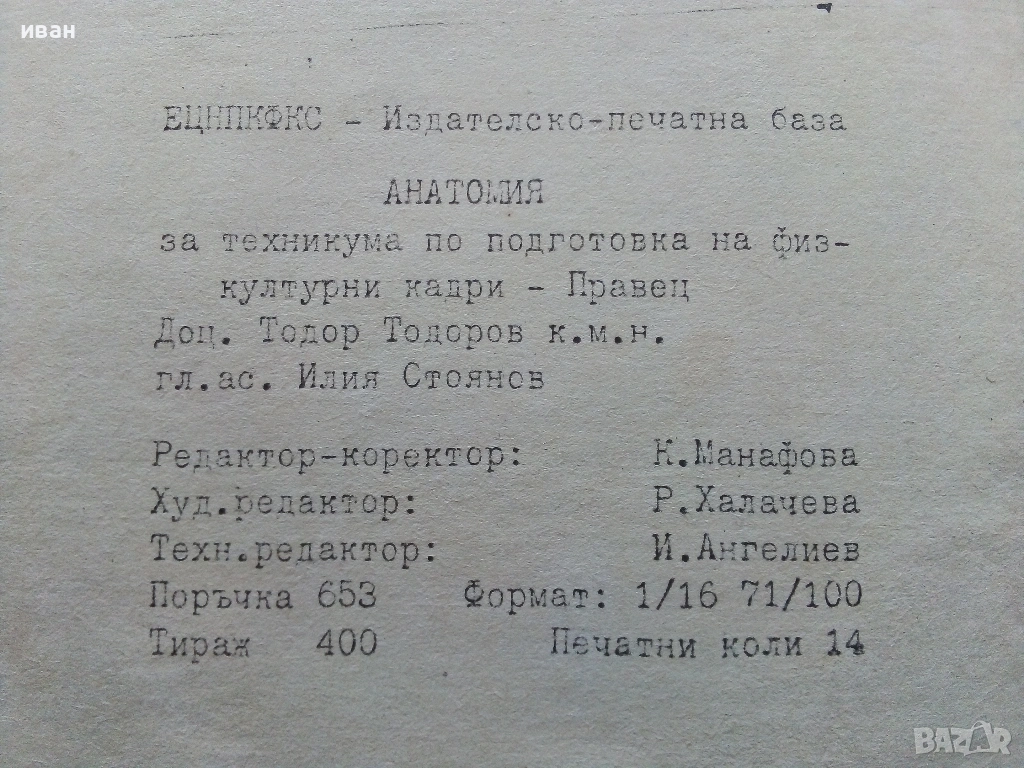 иван
ЕЦНПКФКС - Издателско-печатна база
АНАТОМИЯ
за техникума по подготовка на физ-
културни кадри - Правец
Доц. Тодор Тодоров к.м.н.
гл.ас. Илия Стоянов
Редактор-коректор: К.Манафова
Худ.редактор: Р.Халачева
Техн.редактор: И.Ангелиев
Поръчка 653 Формат: 1/16 71/100
Тираж 400 Печатни коли 14
BAZAR